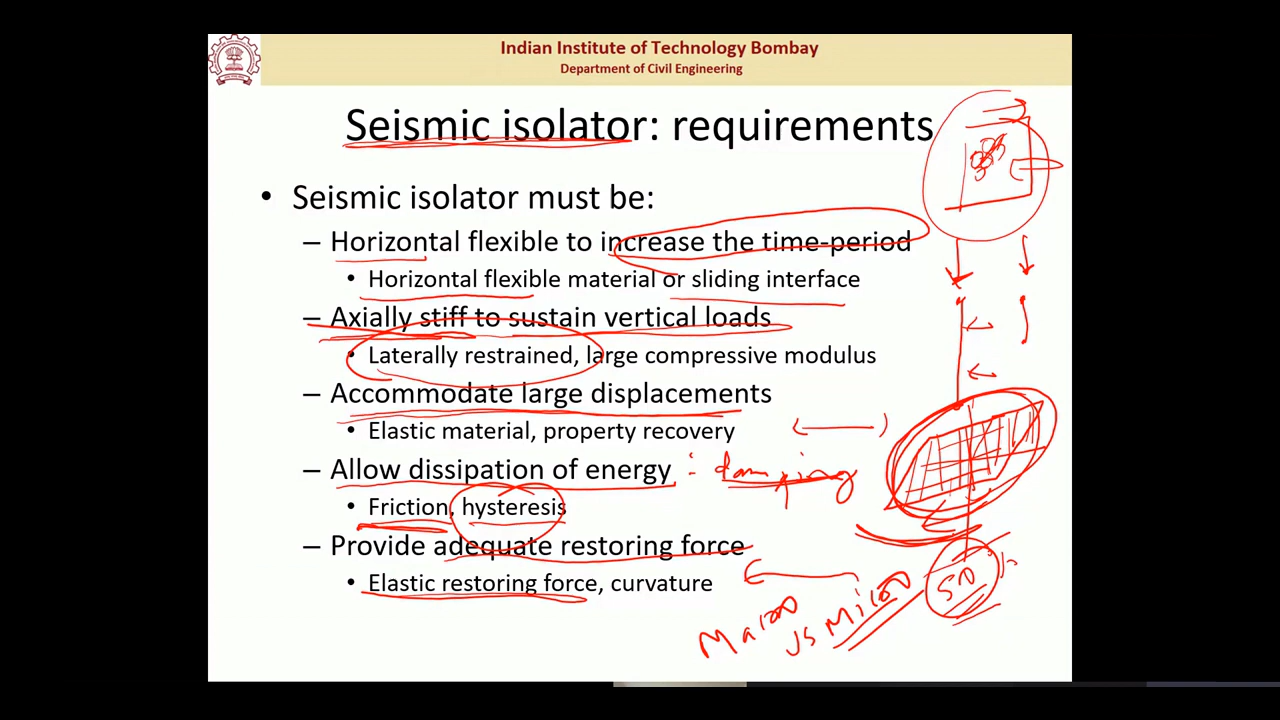 Indian Institute of Technology Bombay
Department of Civil Engineering
Seismic isolator: requirements
• Seismic isolator must be:
– Horizontal flexible to increase the time-period
• Horizontal flexible material or sliding interface
– Axially stiff to sustain vertical loads
• Laterally restrained, large compressive modulus
– Accommodate large displacements
• Elastic material, property recovery
– Allow dissipation of energy : damping
• Friction, hysteresis
– Provide adequate restoring force
• Elastic restoring force, curvature
Macro
vs Micro